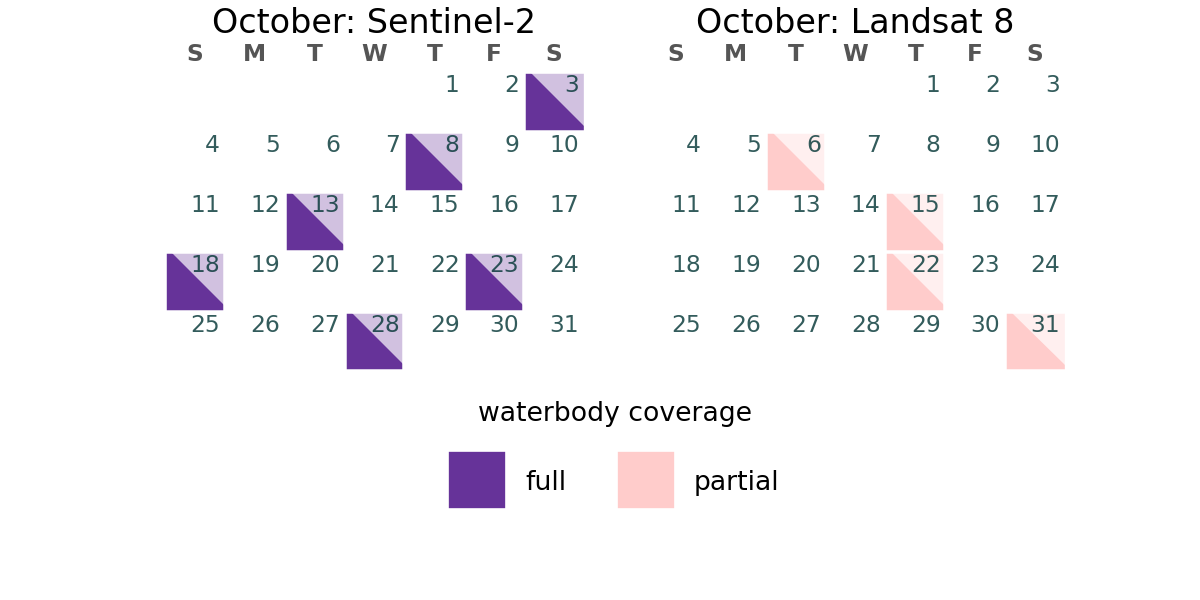 October: Sentinel-2
S M T W T F S
1 2 3
4 5 6 7 8 9 10
11 12 13 14 15 16 17
18 19 20 21 22 23 24
25 26 27 28 29 30 31
October: Landsat 8
S M T W T F S
1 2 3
4 5 6 7 8 9 10
11 12 13 14 15 16 17
18 19 20 21 22 23 24
25 26 27 28 29 30 31
waterbody coverage
full partial